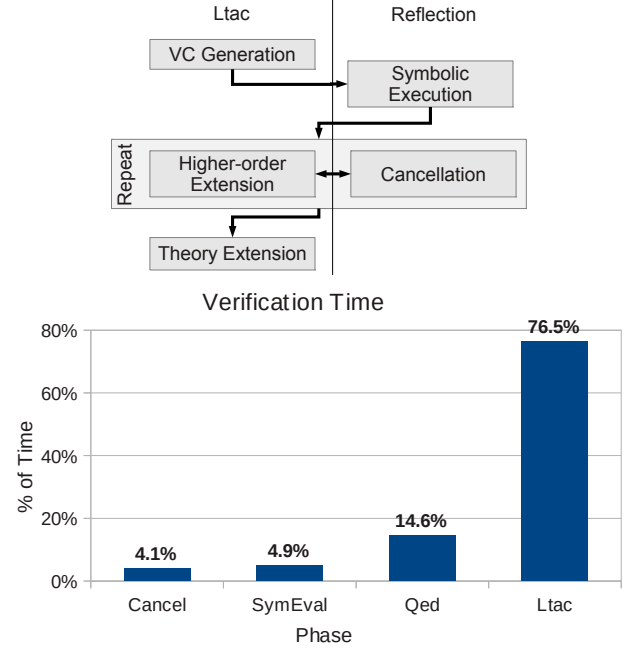 Ltac
Reflection
VC Generation
Symbolic
Execution
Repeat
Higher-order
Extension
Cancellation
Theory Extension
Verification Time
% of Time
80%
60%
40%
20%
0%
4.1%
4.9%
14.6%
76.5%
Cancel
SymEval
Qed
Ltac
Phase